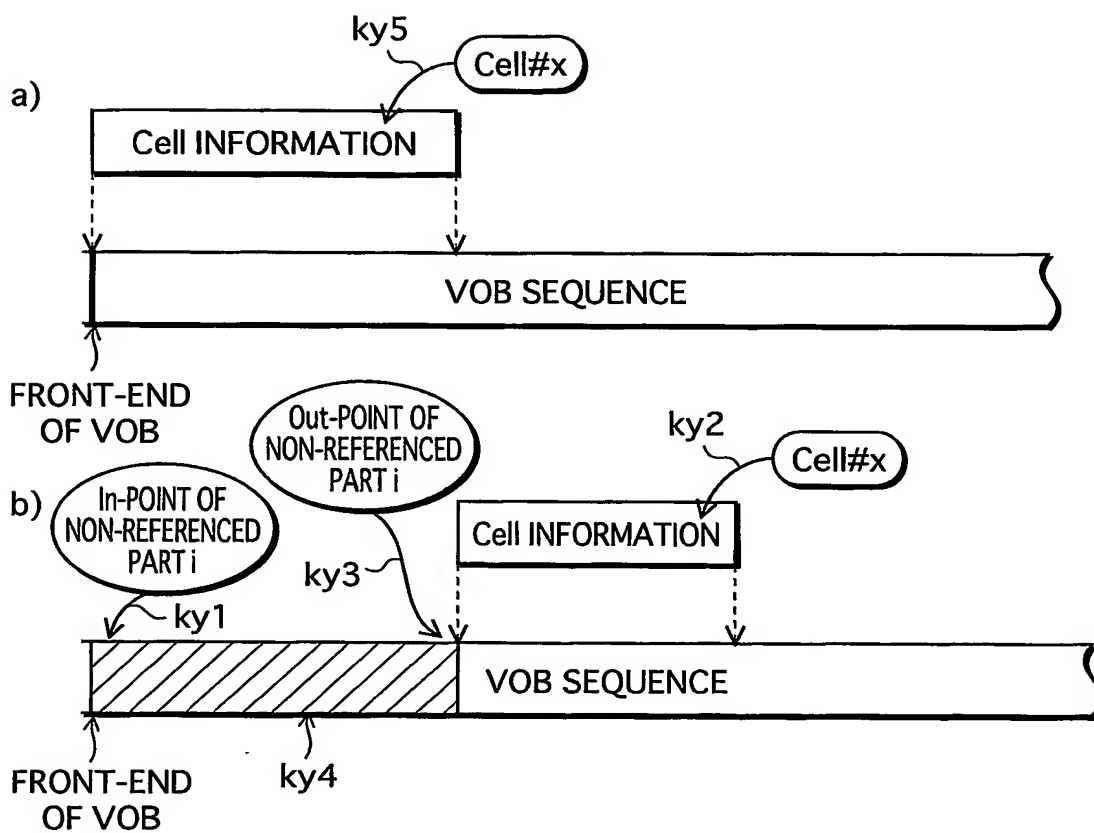 ky5
Cell#x
a)
Cell INFORMATION
VOB SEQUENCE
FRONT-END
OF VOB
Out-POINT OF
NON-REFERENCED
PART i
ky2
Cell#x
b)
In-POINT OF
NON-REFERENCED
PART i
Cell INFORMATION
ky3
ky1
VOB SEQUENCE
FRONT-END
OF VOB
ky4